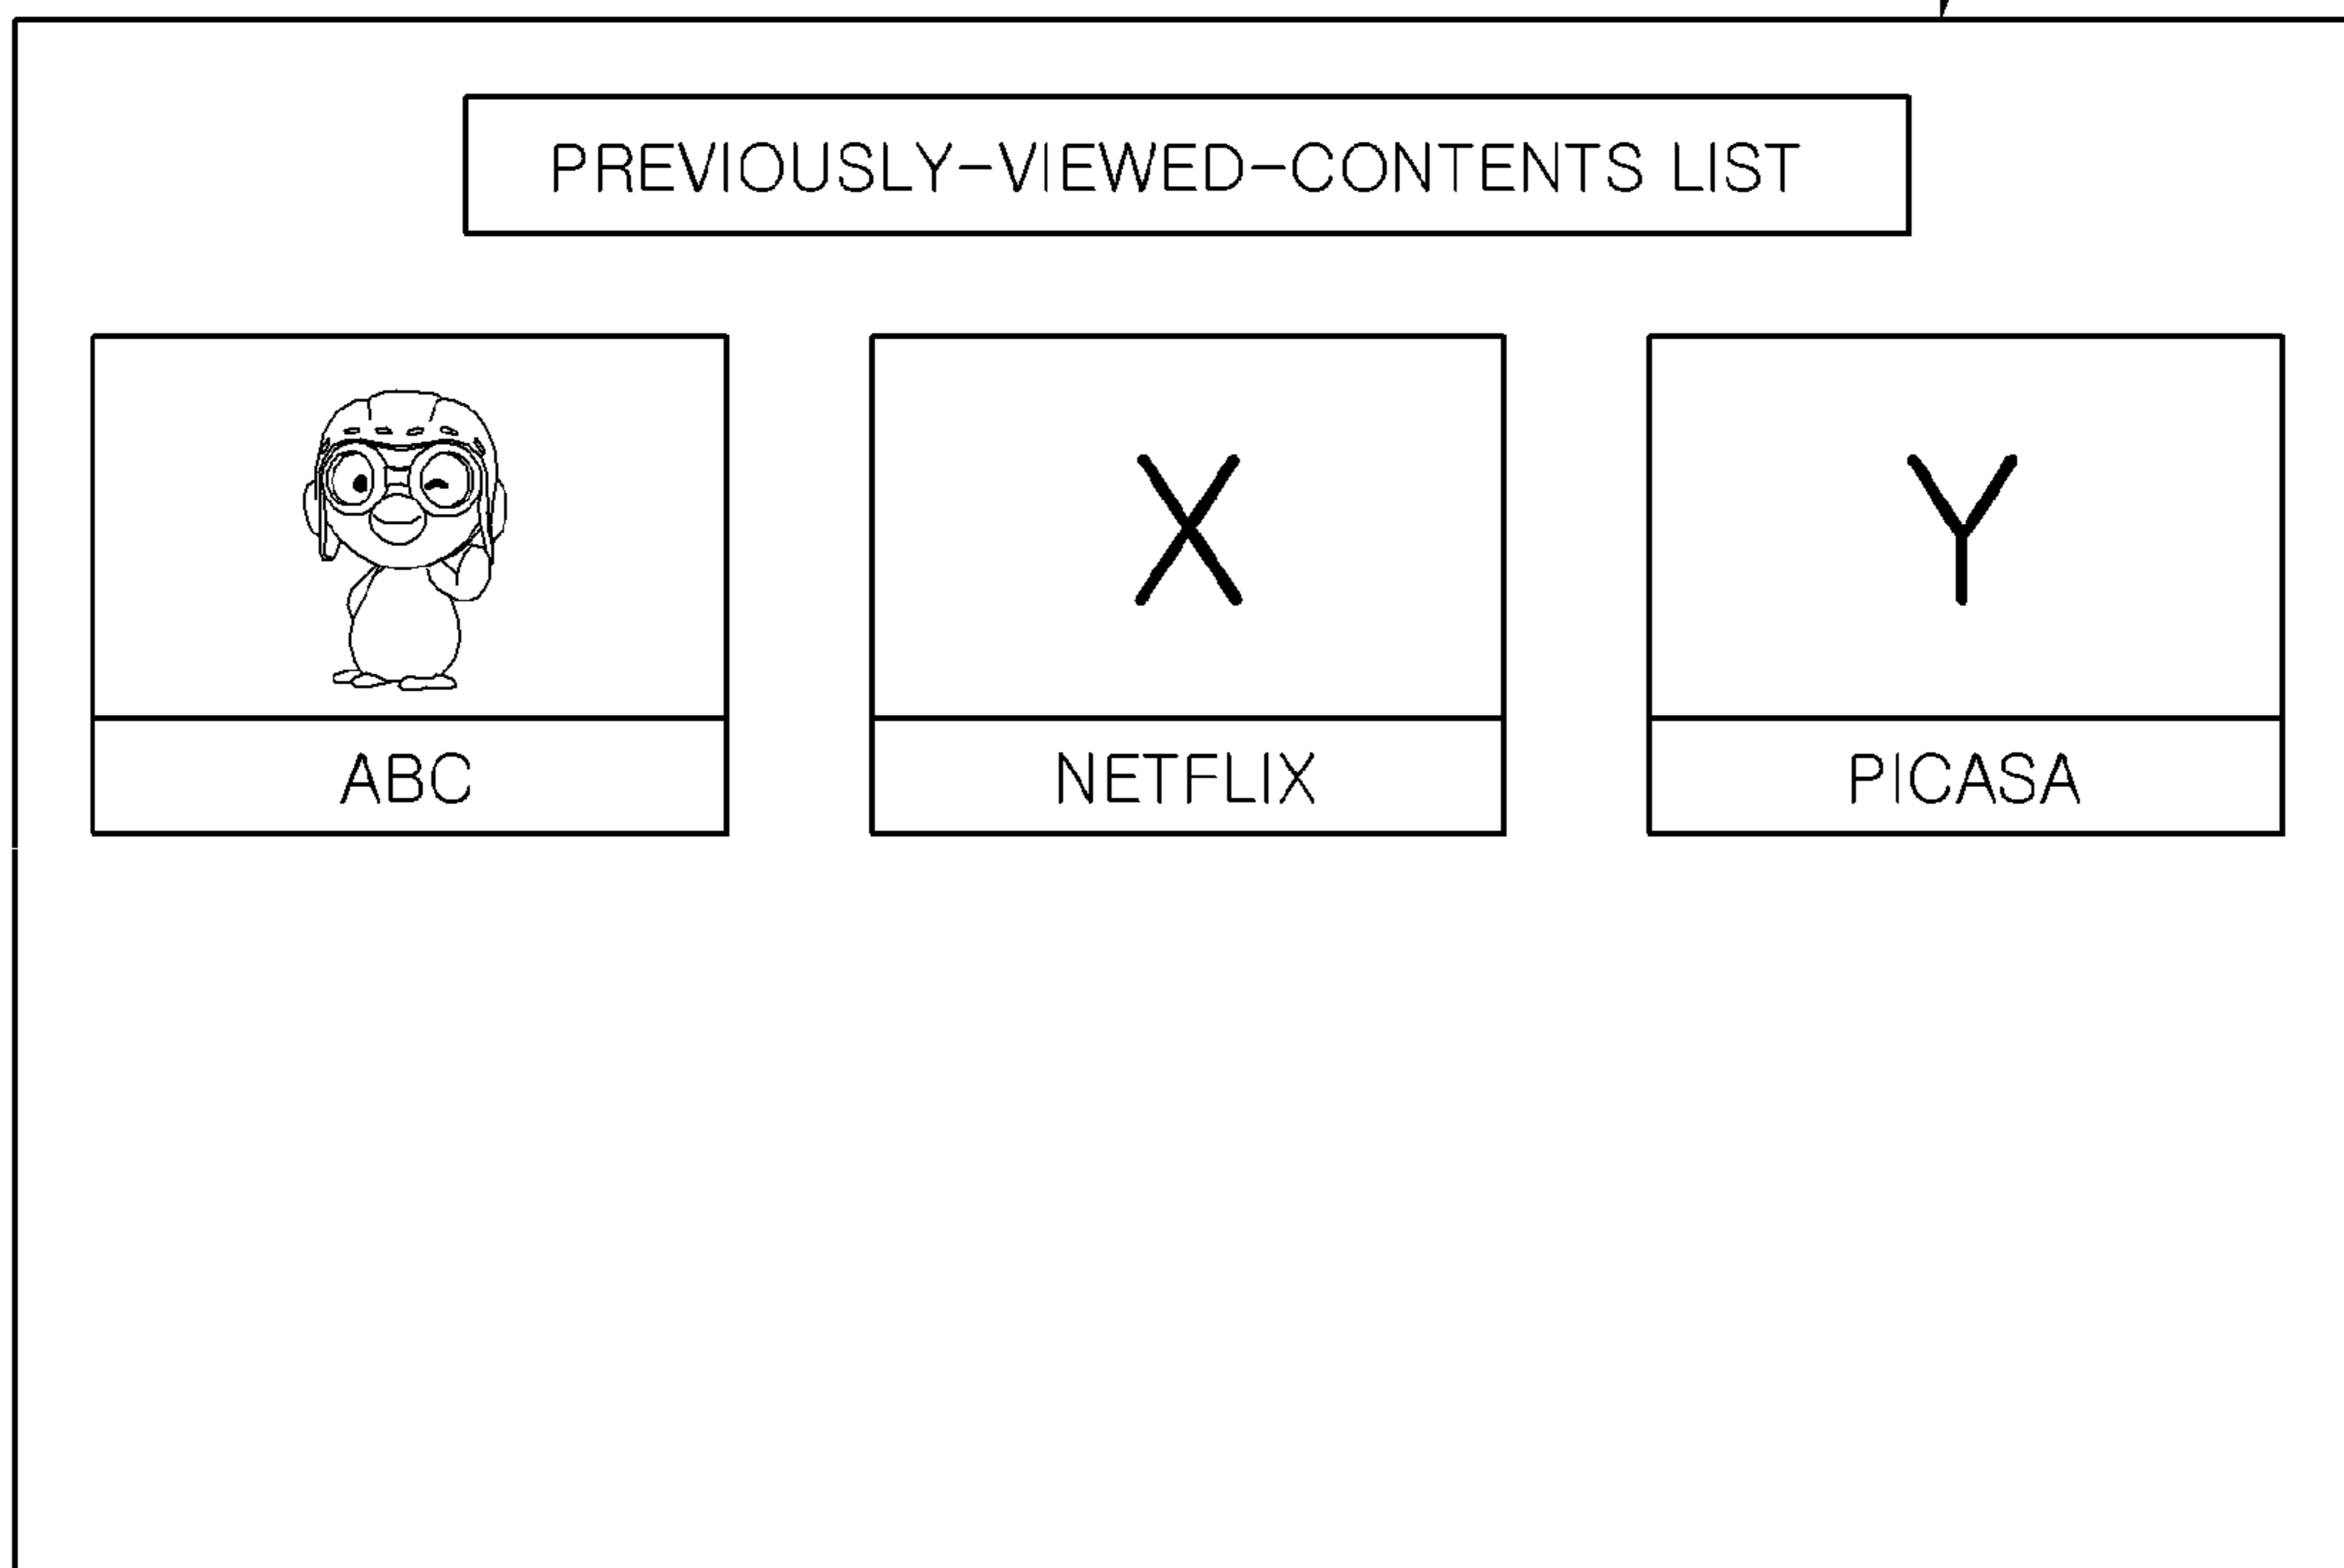 PREVIOUSLY-VIEWED-CONTENTS LIST
X
Y
ABC
NETFLIX
PICASA